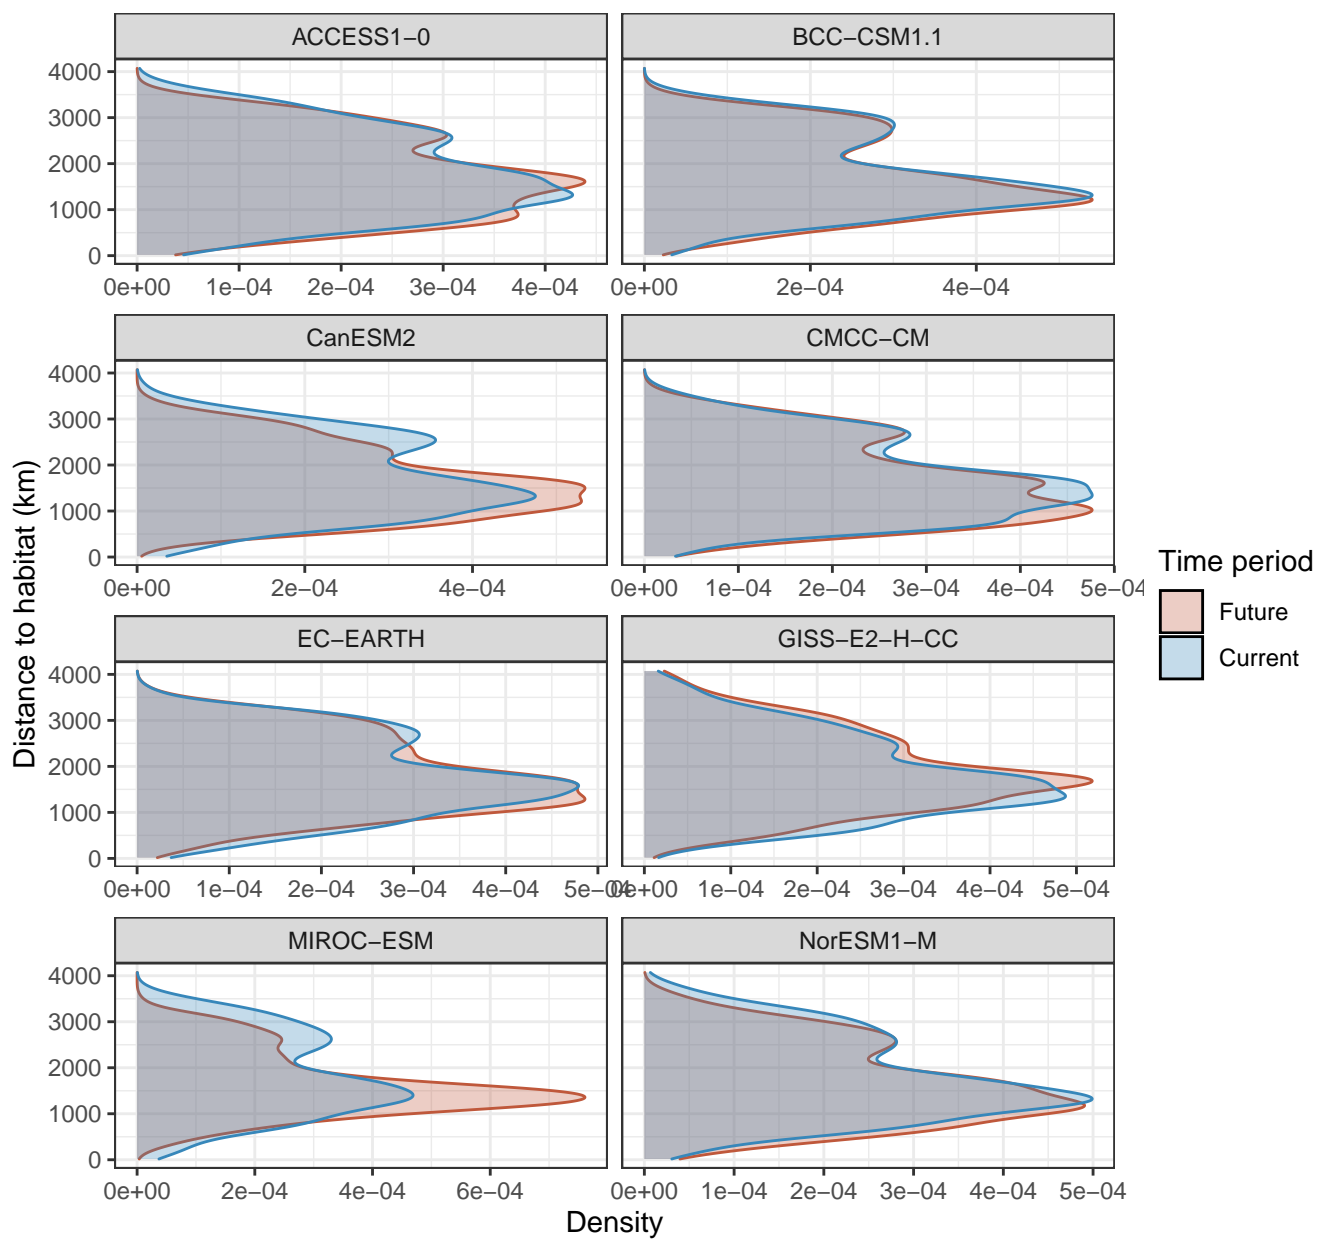 ACCESS1−0
BCC−CSM1.1
4000
3000
2000
1000
0
0e+00 1e−04 2e−04 3e−04 4e−04
0e+00 2e−04 4e−04
CanESM2
CMCC−CM
4000
3000
2000
1000
0
0e+00 2e−04 4e−04
0e+00 1e−04 2e−04 3e−04 4e−04 5e−04
EC−EARTH
GISS−E2−H−CC
4000
3000
2000
1000
0
0e+00 1e−04 2e−04 3e−04 4e−04 5e−04
0e+00 1e−04 2e−04 3e−04 4e−04 5e−04
MIROC−ESM
NorESM1−M
4000
3000
2000
1000
0
0e+00 2e−04 4e−04 6e−04
0e+00 1e−04 2e−04 3e−04 4e−04 5e−04
Density
Distance to habitat (km)
Time period
Future
Current